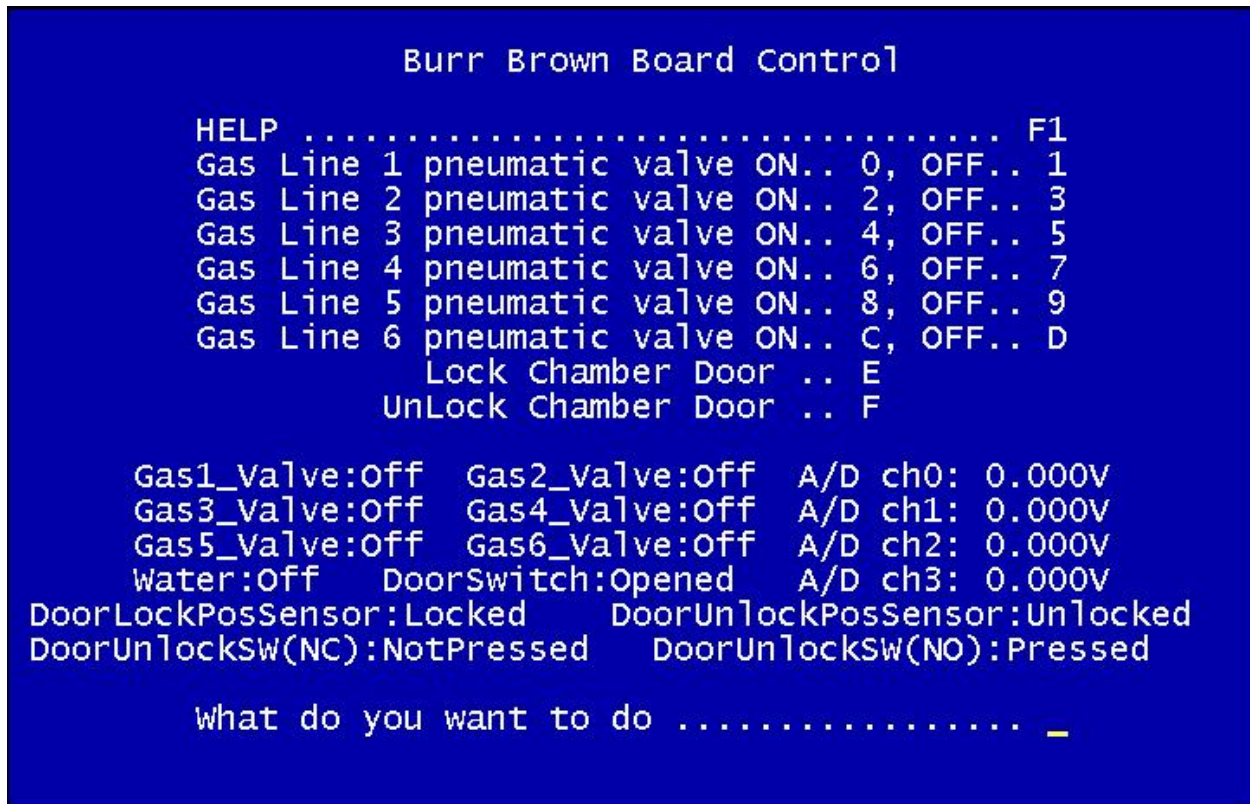 Burr Brown Board Control
HELP .................................. F1
Gas Line 1 pneumatic valve ON.. 0, OFF.. 1
Gas Line 2 pneumatic valve ON.. 2, OFF.. 3
Gas Line 3 pneumatic valve ON.. 4, OFF.. 5
Gas Line 4 pneumatic valve ON.. 6, OFF.. 7
Gas Line 5 pneumatic valve ON.. 8, OFF.. 9
Gas Line 6 pneumatic valve ON.. C, OFF.. D
Lock Chamber Door .. E
UnLock Chamber Door .. F
Gas1_Valve:Off Gas2_Valve:Off A/D ch0: 0.000V
Gas3_Valve:Off Gas4_Valve:Off A/D ch1: 0.000V
Gas5_Valve:Off Gas6_Valve:Off A/D ch2: 0.000V
Water:Off DoorSwitch:Opened A/D ch3: 0.000V
DoorLockPosSensor:Locked DoorUnlockPosSensor:Unlocked
DoorUnlockSW(NC):NotPressed DoorUnlockSW(NO):Pressed
What do you want to do ................. _